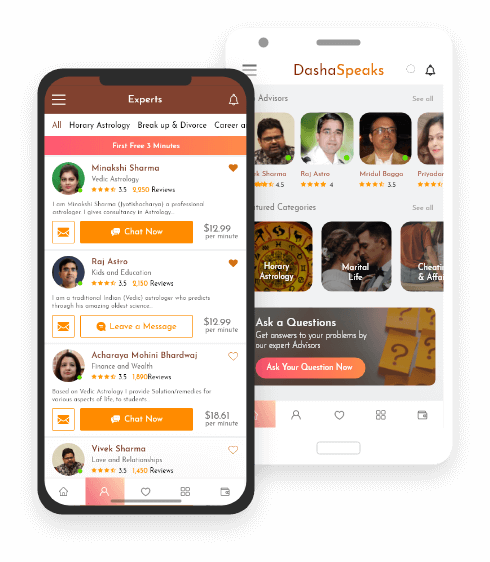 Experts
All Horary Astrology Break up & Divorce Career a
First Free 3 Minutes
Minakshi Sharma
Vedic Astrology
3.5 2,950 Reviews
I am Minakshi Sharma (Jyotishchariya) a professional
astrologer I gives consultancy in Astrology.
Chat Now
$12.99
per minute
Raj Astro
Kids and Education
3.5 2,150 Reviews
I am a traditional Indian (Vedic) astrologer who predicts
through his amazing oldest science.
Leave a Message
$12.99
per minute
Acharaya Mohini Bhardwaj
Finance and Wealth
3.5 1,890Reviews
Based on Vedic Astrology I provide Solution/remedies for
various aspects of life, to students.
Chat Now
$18.61
per minute
Vivek Sharma
Love and Relationships
3.5 1,450 Reviews
DashaSpeaks
Advisors
See all
ek Sharma
4.5
Raj Astro
4
Mridul Bagga
3.5
Priyadar
tured Categories
See all
Horary
Astrology
Marital
Life
Cheatin
& Affa
Ask a Questions
Get answers to your problems by
our expert Advisors
Ask Your Question Now